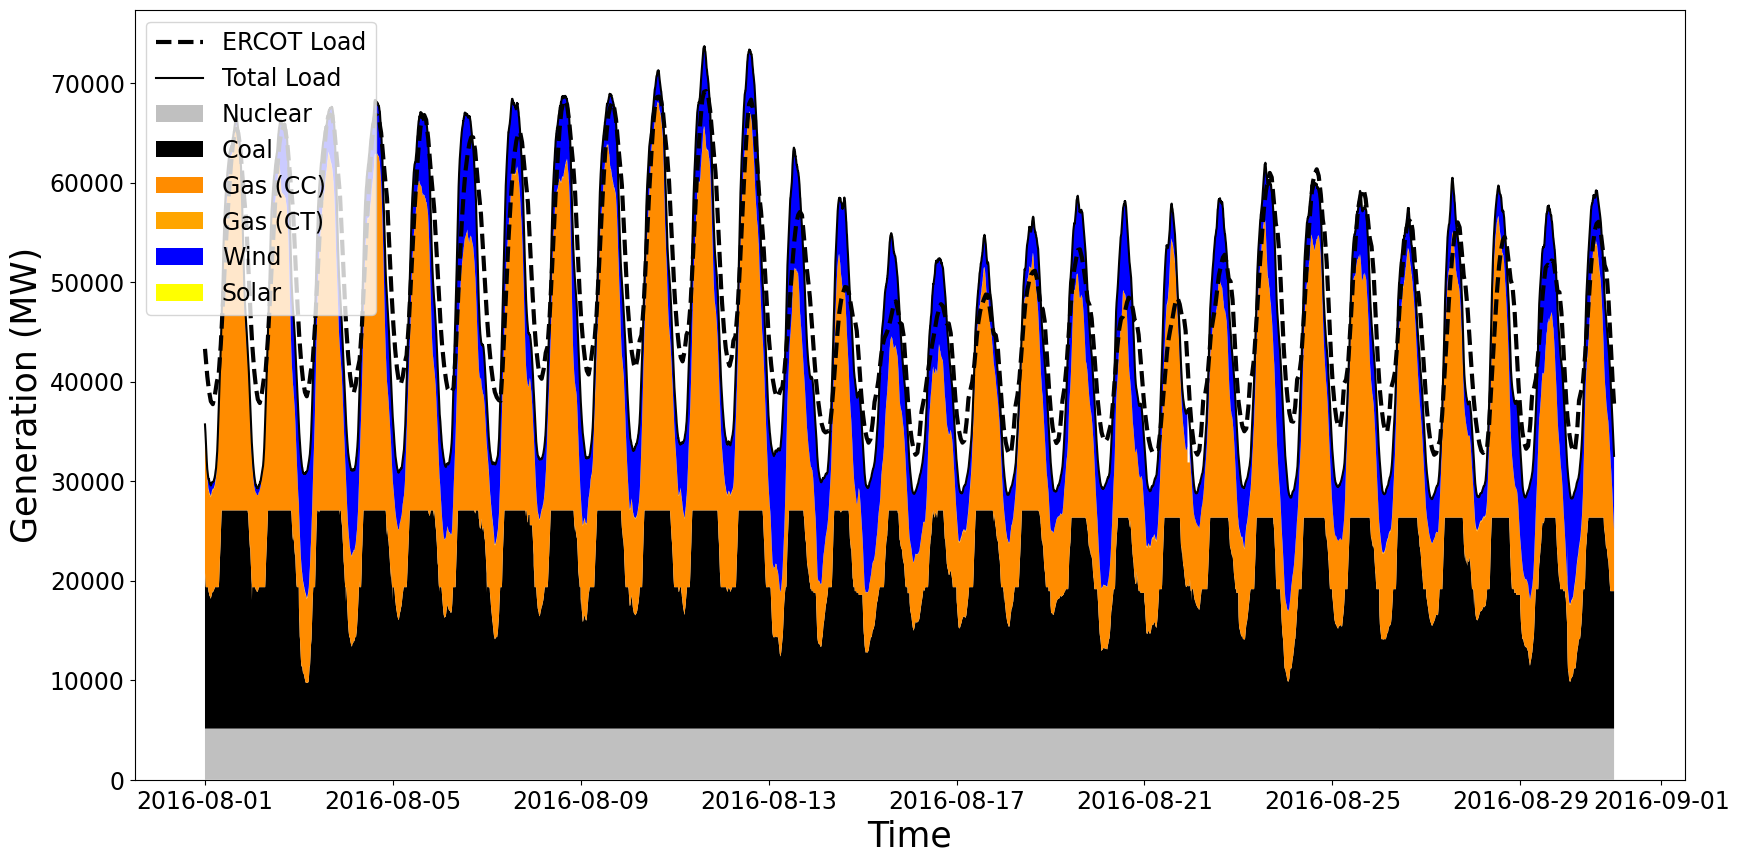 ERCOT Load
Total Load
Nuclear
Coal
Gas (CC)
Gas (CT)
Wind
Solar
Generation (MW)
70000
60000
50000
40000
30000
20000
10000
0
2016-08-01 2016-08-05 2016-08-09 2016-08-13 2016-08-17 2016-08-21 2016-08-25 2016-08-29 2016-09-01
Time